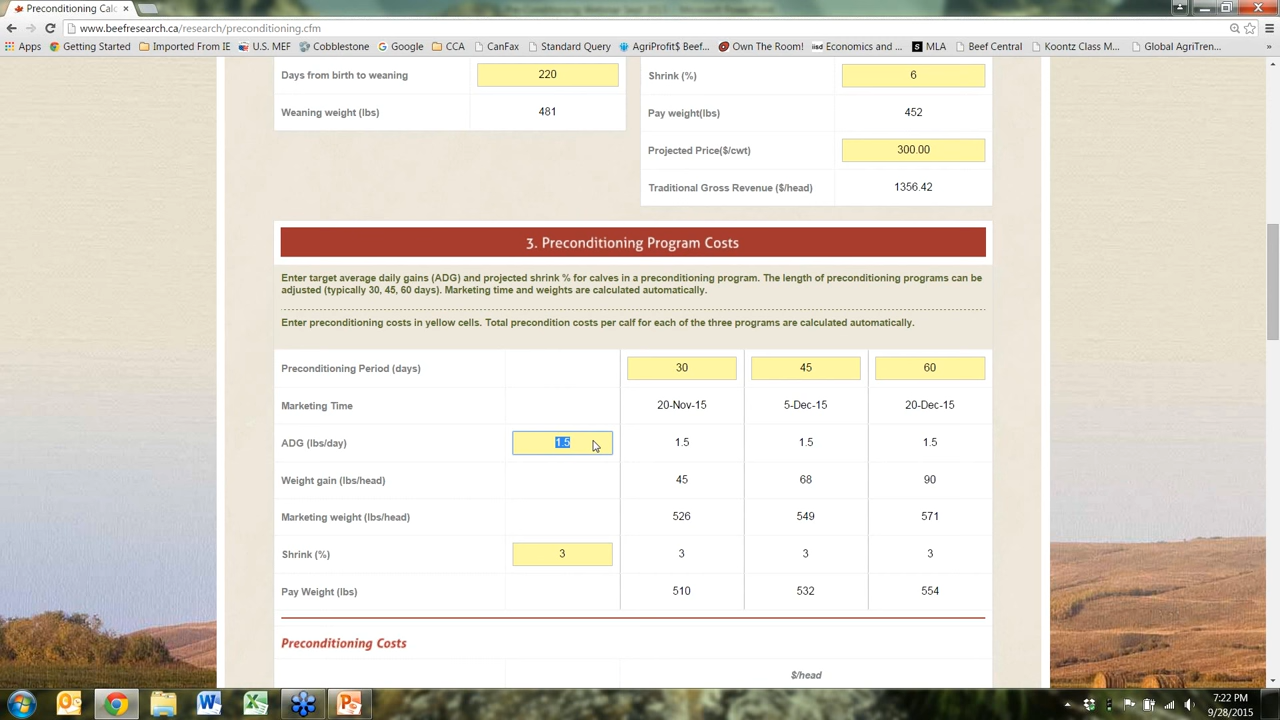 Preconditioning Calc
www.beefresearch.ca/research/preconditioning.cfm
Apps Getting Started Imported From IE U.S. MEF Cobblestone Google CCA CanFax Standard Query AgriProfit$ Beef... Own The Room! iisd Economics and ... MLA Beef Central Koontz Class M... Global AgriTren...
Days from birth to weaning 220
Weaning weight (lbs) 481
Shrink (%) 6
Pay weight(lbs) 452
Projected Price($/cwt) 300.00
Traditional Gross Revenue ($/head) 1356.42
3. Preconditioning Program Costs
Enter target average daily gains (ADG) and projected shrink % for calves in a preconditioning program. The length of preconditioning programs can be
adjusted (typically 30, 45, 60 days). Marketing time and weights are calculated automatically.
Enter preconditioning costs in yellow cells. Total precondition costs per calf for each of the three programs are calculated automatically.
Preconditioning Period (days) 30 45 60
Marketing Time 20-Nov-15 5-Dec-15 20-Dec-15
ADG (lbs/day) 1.5 1.5 1.5 1.5
Weight gain (lbs/head) 45 68 90
Marketing weight (lbs/head) 526 549 571
Shrink (%) 3 3 3 3
Pay Weight (lbs) 510 532 554
Preconditioning Costs
$/head
7:22 PM
9/28/2015